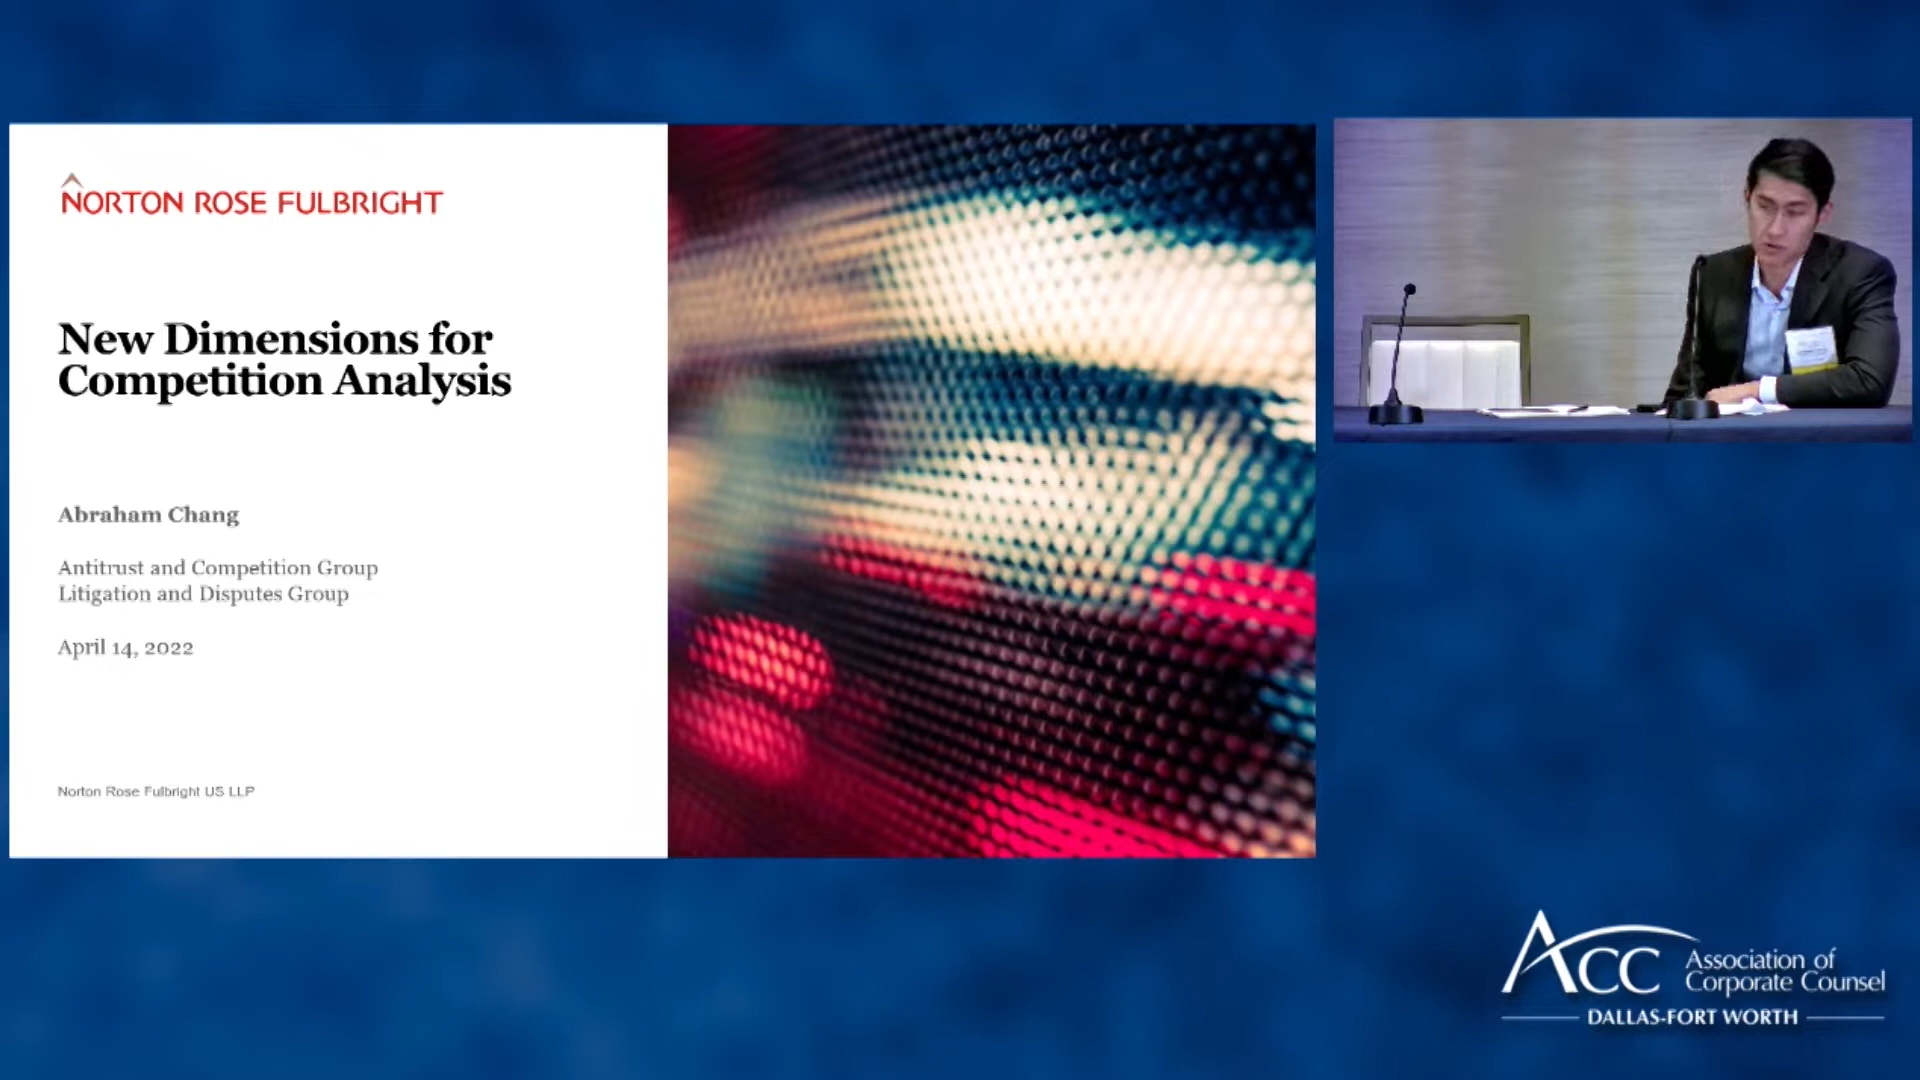 NORTON ROSE FULBRIGHT
New Dimensions for
Competition Analysis
Abraham Chang
Antitrust and Competition Group
Litigation and Disputes Group
April 14, 2022
Norton Rose Fulbright US LLP
ACC Association of
Corporate Counsel
DALLAS-FORT WORTH